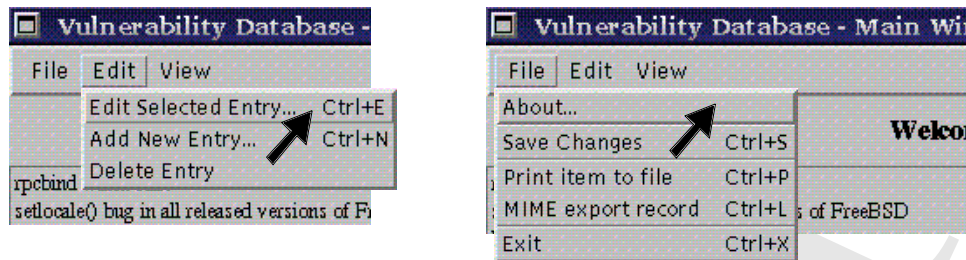 Vulnerability Database -
File Edit View
Edit Selected Entry... Ctrl+E
Add New Entry... Ctrl+N
Delete Entry
rpcbind
setlocale() bug in all released versions of
Vulnerability Database - Main
File Edit View
About...
Save Changes Ctrl+S
Print item to file Ctrl+P
MIME export record Ctrl+L
Exit Ctrl+X
of FreeBSD